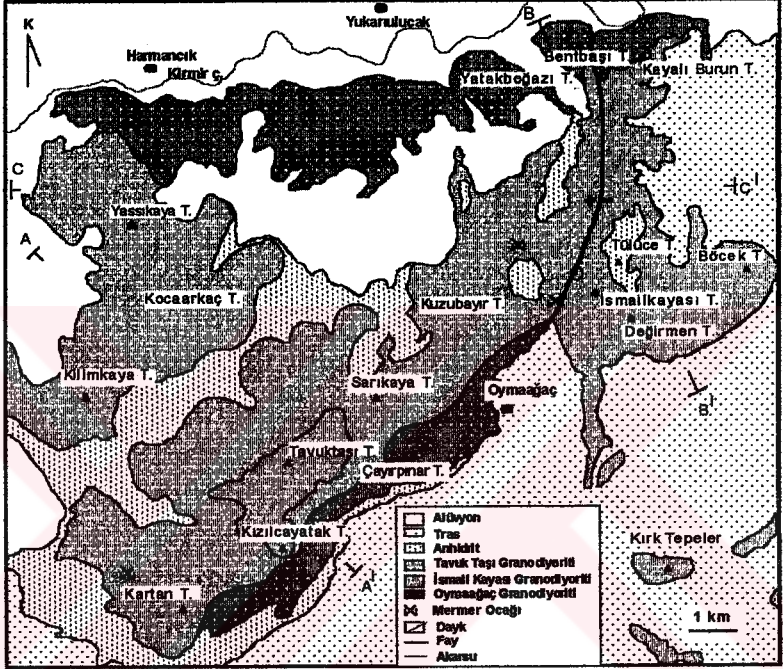 K
Yukarıuluçak
B
Harmancık
Kirmir ç.
Bentbaşı T.
Kayalı Burun T.
Yatakboğazı T.
C
C'
Yassıkaya T.
A
Tülüce T.
Böcek T.
Kocaarkaç T.
Kuzubayır T.
İsmailkayası T.
Değirmen T.
Kilimkaya T.
Sarıkaya T.
Oymaağaç
B'
Tavuktaşı T.
Çayırpınar T.
Kızılcayatak T.
Kırk Tepeler
A'
Kartan T.
1 km
Alüvyon
Tras
Anhidrit
Tavuk Taşı Granodiyoriti
İsmail Kayası Granodiyoriti
Oymaağaç Granodiyoriti
Mermer Ocağı
Dayk
Fay
Akarsu